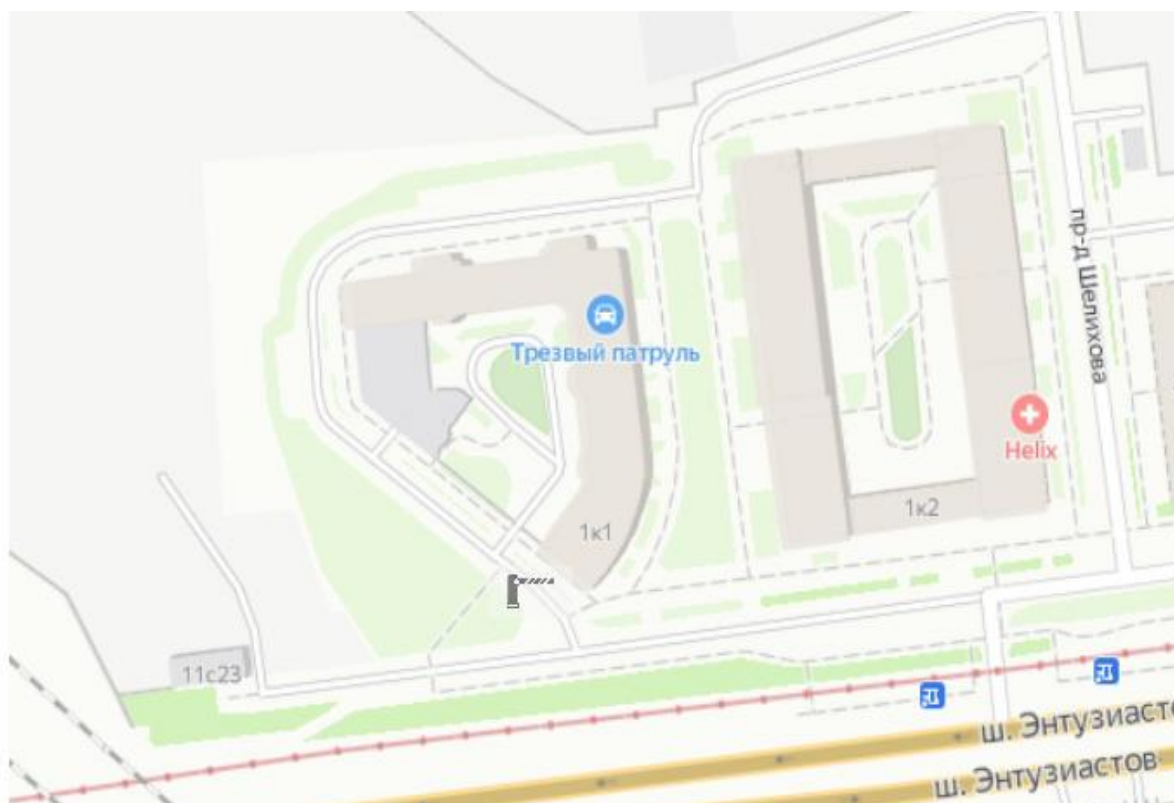 пр-д Шелихова
Трезвый патруль
Helix
1к2
1к1
11с23
ш. Энтузиастов
ш. Энтузиастов